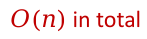 O(n) in total